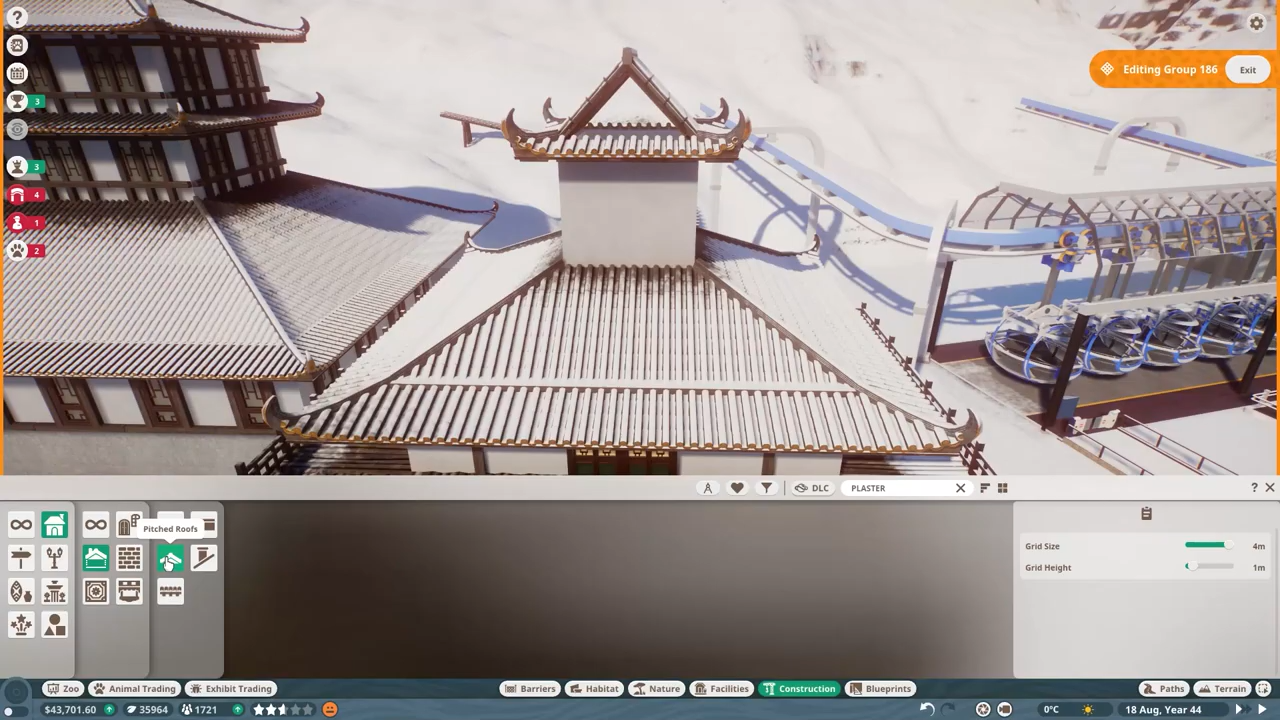 ?
Editing Group 186
Exit
3
3
4
1
2
DLC
PLASTER
?
Pitched Roofs
Grid Size
4m
Grid Height
1m
Zoo
Animal Trading
Exhibit Trading
Barriers
Habitat
Nature
Facilities
Construction
Blueprints
Paths
Terrain
$43,701.60
35964
1721
0°C
18 Aug, Year 44